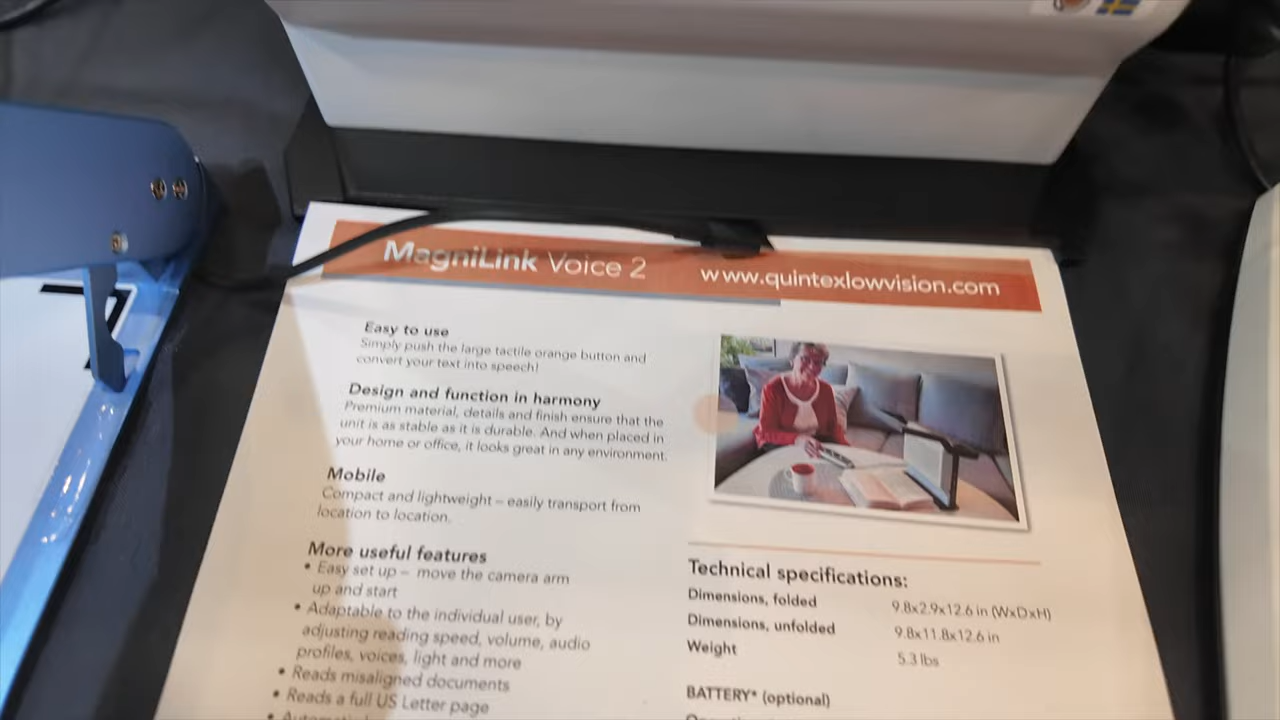 MagniLink Voice 2
www.quintexlowvision.com
Easy to use
Simply push the large tactile orange button and
convert your text into speech!
Design and function in harmony
Premium material, details and finish ensure that the
unit is as stable as it is durable. And when placed in
your home or office, it looks great in any environment.
Mobile
Compact and lightweight – easily transport from
location to location.
More useful features
• Easy set up – move the camera arm
up and start
• Adaptable to the individual user, by
adjusting reading speed, volume, audio
profiles, voices, light and more
• Reads misaligned documents
• Reads a full US Letter page
Technical specifications:
Dimensions, folded 9.8x2.9x12.6 in (WxDxH)
Dimensions, unfolded 9.8x11.8x12.6 in
Weight 5.3 lbs
BATTERY* (optional)